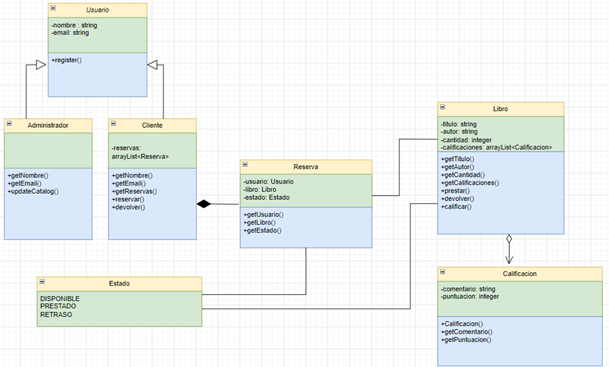 Usuario
-nombre : string
-email: string
+register()
Administrador
+getNombre()
+getEmail()
+updateCatalog()
Cliente
-reservas:
arrayList<Reserva>
+getNombre()
+getEmail()
+getReservas()
+reservar()
+devolver()
Reserva
-usuario: Usuario
-libro: Libro
-estado: Estado
+getUsuario()
+getLibro()
+getEstado()
Libro
-titulo: string
-autor: string
-cantidad: integer
-calificaciones: arrayList<Calificacion>
+getTitulo()
+getAutor()
+getCantidad()
+getCalificaciones()
+prestar()
+devolver()
+calificar()
Estado
DISPONIBLE
PRESTADO
RETRASO
Calificacion
-comentario: string
-puntuacion: integer
+Calificacion()
+getComentario()
+getPuntuacion()